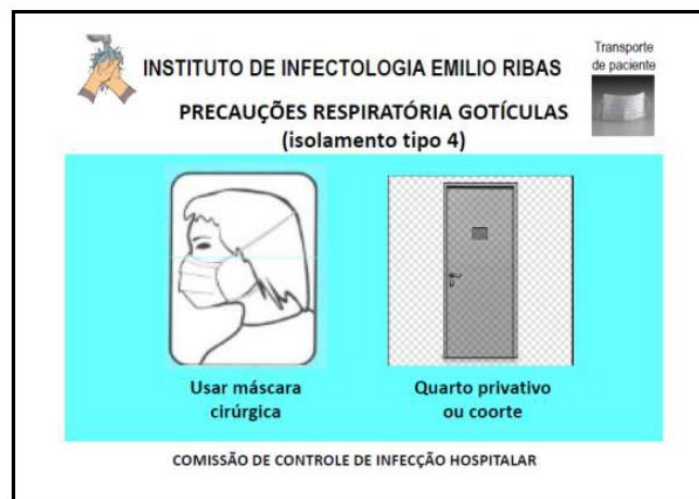 INSTITUTO DE INFECTOLOGIA EMILIO RIBAS
Transporte
de paciente
PRECAUÇÕES RESPIRATÓRIA GOTÍCULAS
(isolamento tipo 4)
Usar máscara
cirúrgica
Quarto privativo
ou coorte
COMISSÃO DE CONTROLE DE INFECÇÃO HOSPITALAR